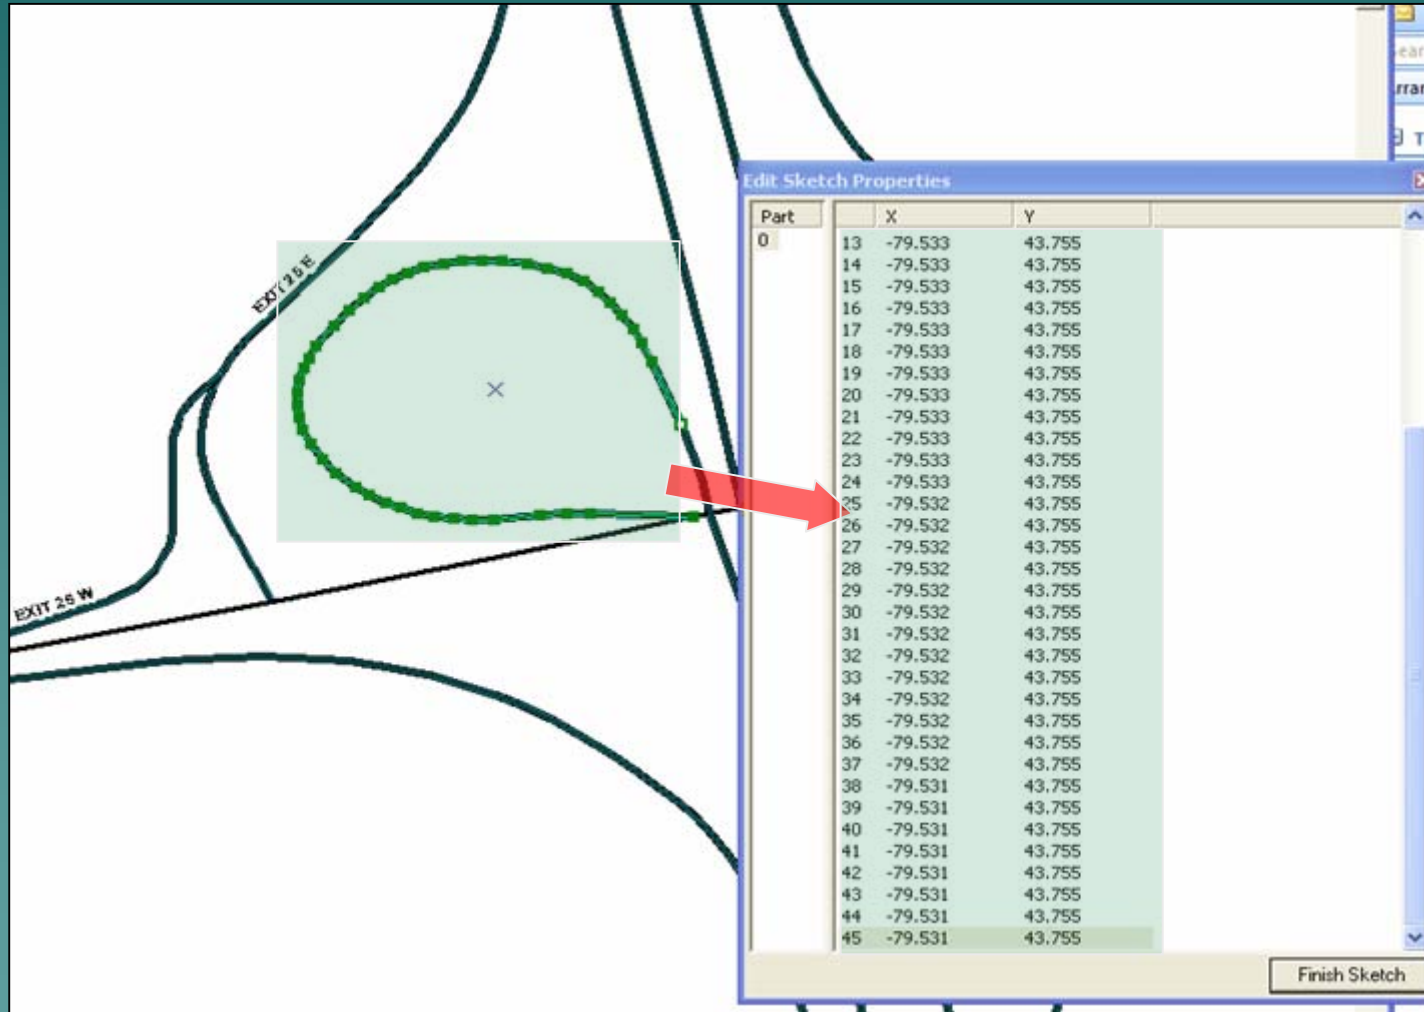 EXIT 25 E
EXIT 25 W
Edit Sketch Properties
Part X Y
0
13 -79.533 43.755
14 -79.533 43.755
15 -79.533 43.755
16 -79.533 43.755
17 -79.533 43.755
18 -79.533 43.755
19 -79.533 43.755
20 -79.533 43.755
21 -79.533 43.755
22 -79.533 43.755
23 -79.533 43.755
24 -79.533 43.755
25 -79.532 43.755
26 -79.532 43.755
27 -79.532 43.755
28 -79.532 43.755
29 -79.532 43.755
30 -79.532 43.755
31 -79.532 43.755
32 -79.532 43.755
33 -79.532 43.755
34 -79.532 43.755
35 -79.532 43.755
36 -79.532 43.755
37 -79.532 43.755
38 -79.531 43.755
39 -79.531 43.755
40 -79.531 43.755
41 -79.531 43.755
42 -79.531 43.755
43 -79.531 43.755
44 -79.531 43.755
45 -79.531 43.755
Finish Sketch